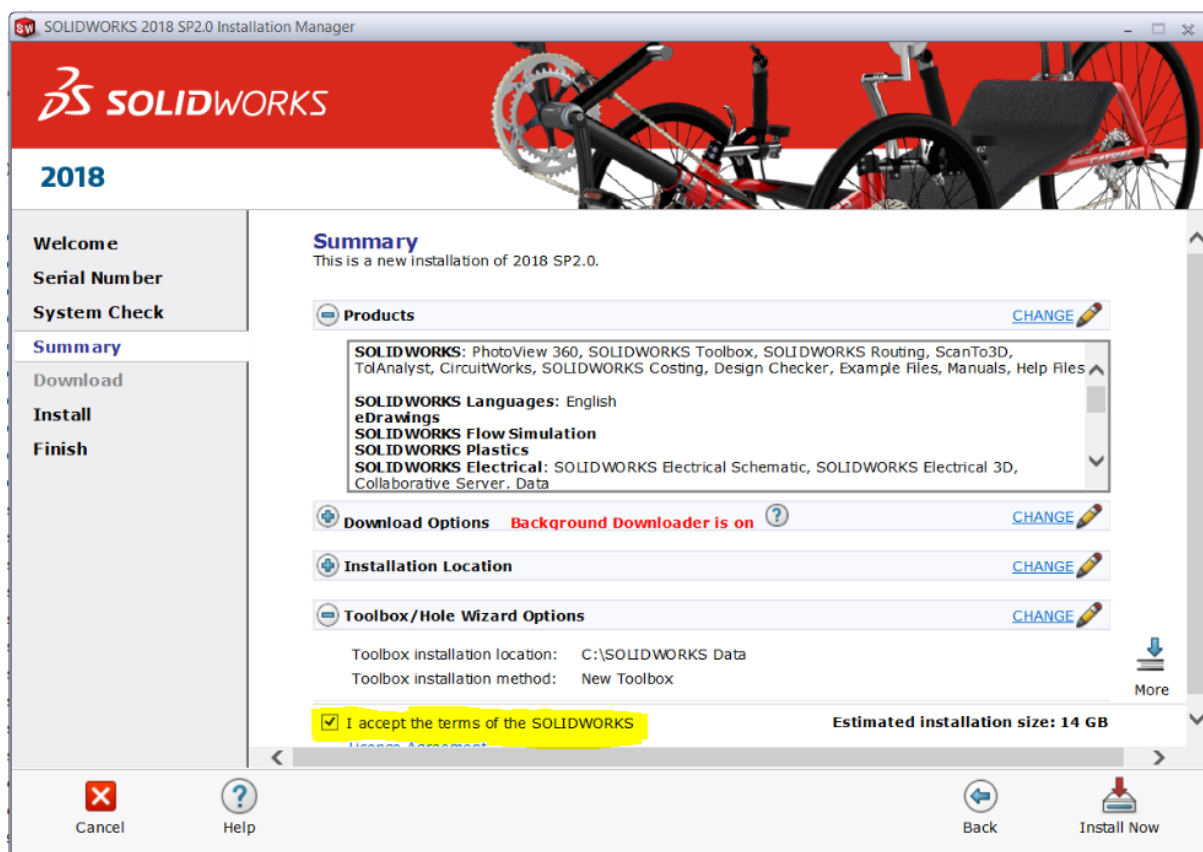 SOLIDWORKS 2018 SP2.0 Installation Manager
SOLIDWORKS
2018
Welcome
Serial Number
System Check
Summary
Download
Install
Finish
Summary
This is a new installation of 2018 SP2.0.
Products
CHANGE
SOLIDWORKS: PhotoView 360, SOLIDWORKS Toolbox, SOLIDWORKS Routing, ScanTo3D,
TolAnalyst, CircuitWorks, SOLIDWORKS Costing, Design Checker, Example Files, Manuals, Help Files
SOLIDWORKS Languages: English
eDrawings
SOLIDWORKS Flow Simulation
SOLIDWORKS Plastics
SOLIDWORKS Electrical: SOLIDWORKS Electrical Schematic, SOLIDWORKS Electrical 3D,
Collaborative Server, Data
Download Options Background Downloader is on ?
CHANGE
Installation Location
CHANGE
Toolbox/Hole Wizard Options
CHANGE
Toolbox installation location: C:\SOLIDWORKS Data
Toolbox installation method: New Toolbox
More
I accept the terms of the SOLIDWORKS
License Agreement
Estimated installation size: 14 GB
Cancel
Help
Back
Install Now